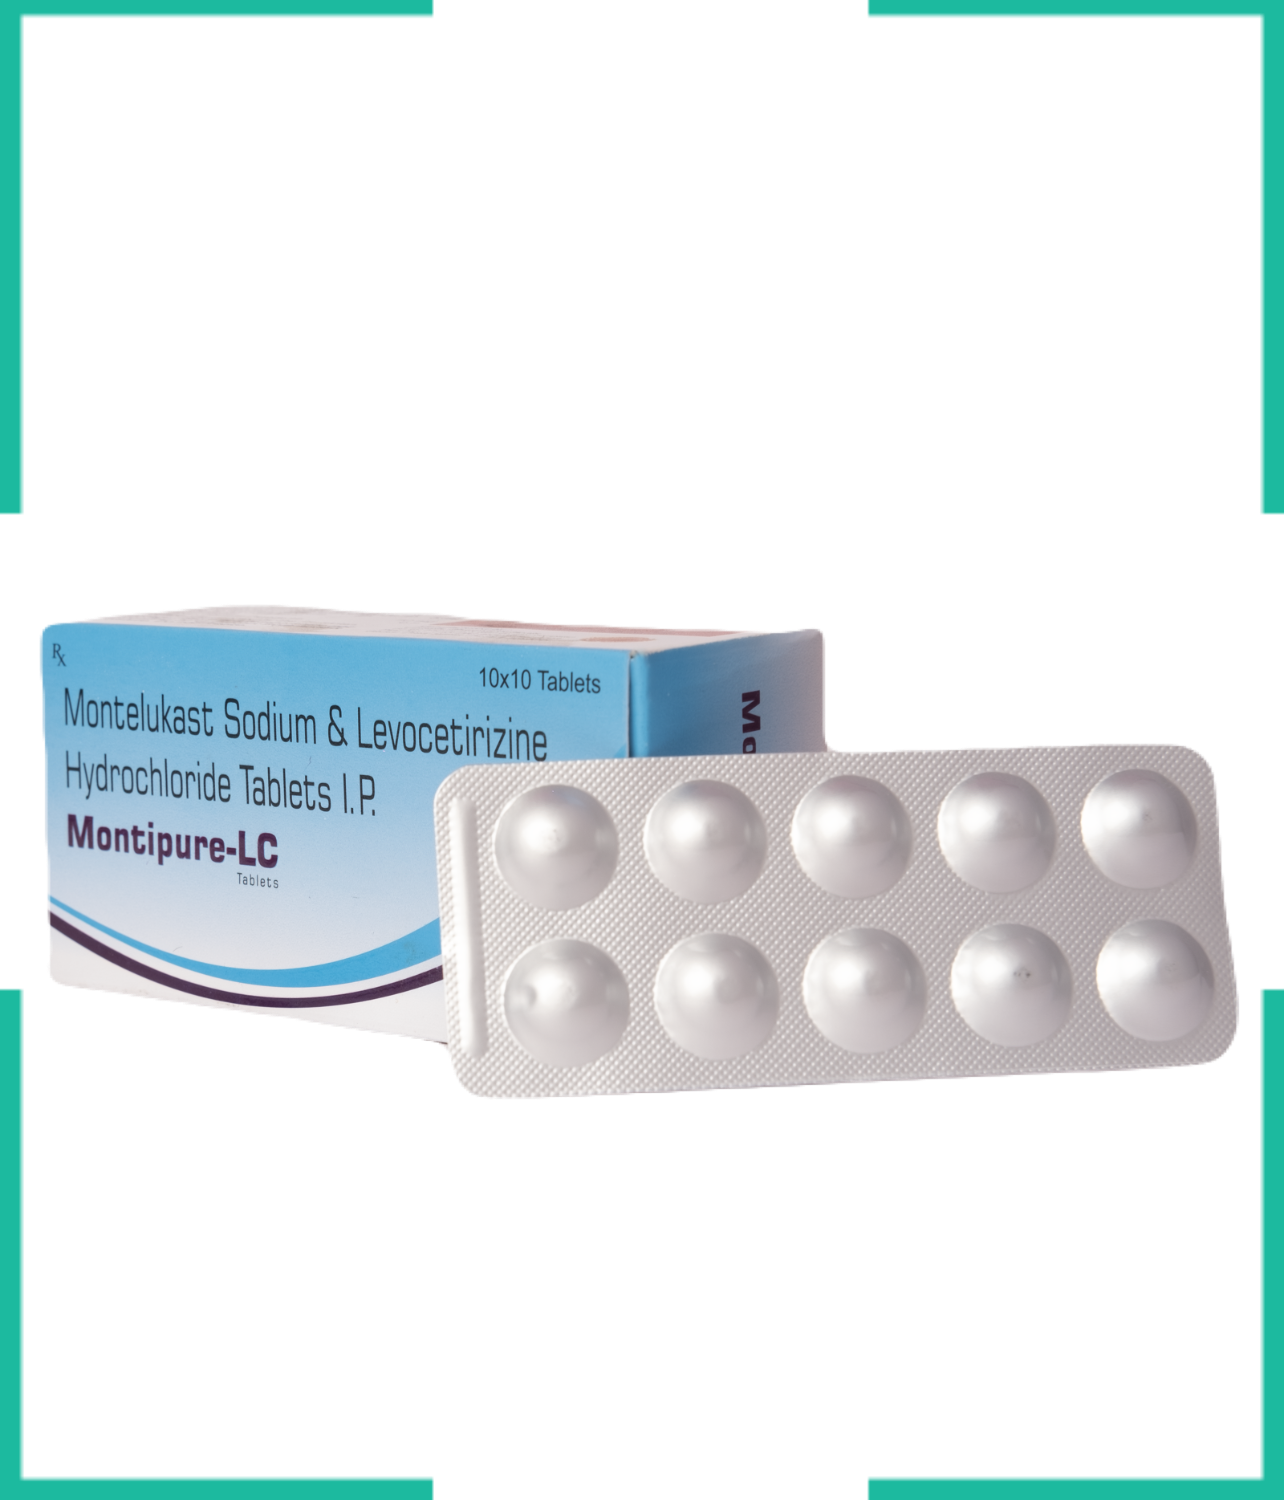 Rx
10x10 Tablets
Montelukast Sodium & Levocetirizine
Hydrochloride Tablets I.P.
Montipure-LC
Tablets